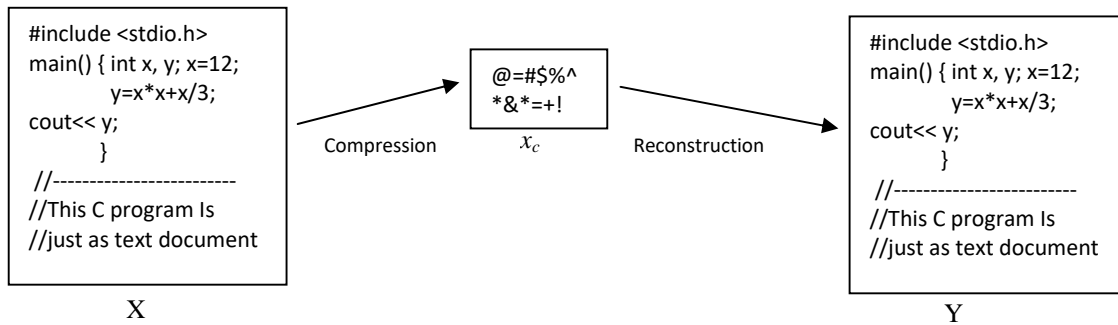 #include <stdio.h>
main() { int x, y; x=12;
y=x*x+x/3;
cout<< y;
}
//-------------------------
//This C program Is
//just as text document
X
Compression
@=#$%^
*&*=+!
x_c
Reconstruction
#include <stdio.h>
main() { int x, y; x=12;
y=x*x+x/3;
cout<< y;
}
//-------------------------
//This C program Is
//just as text document
Y